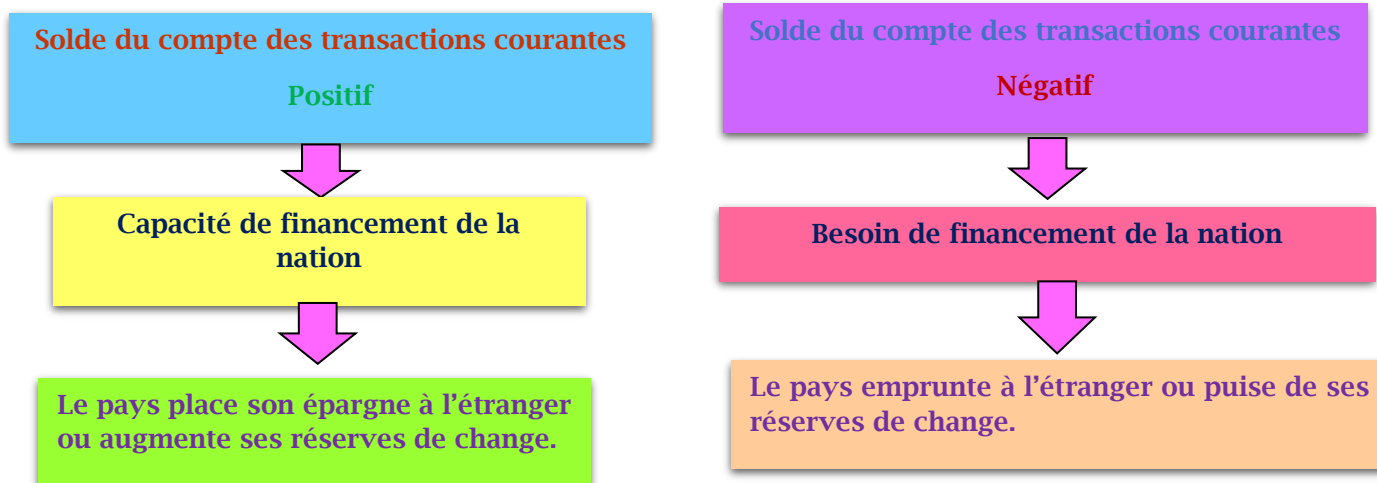 Solde du compte des transactions courantes
Positif
Capacité de financement de la
nation
Le pays place son épargne à l’étranger
ou augmente ses réserves de change.
Solde du compte des transactions courantes
Négatif
Besoin de financement de la nation
Le pays emprunte à l’étranger ou puise de ses
réserves de change.